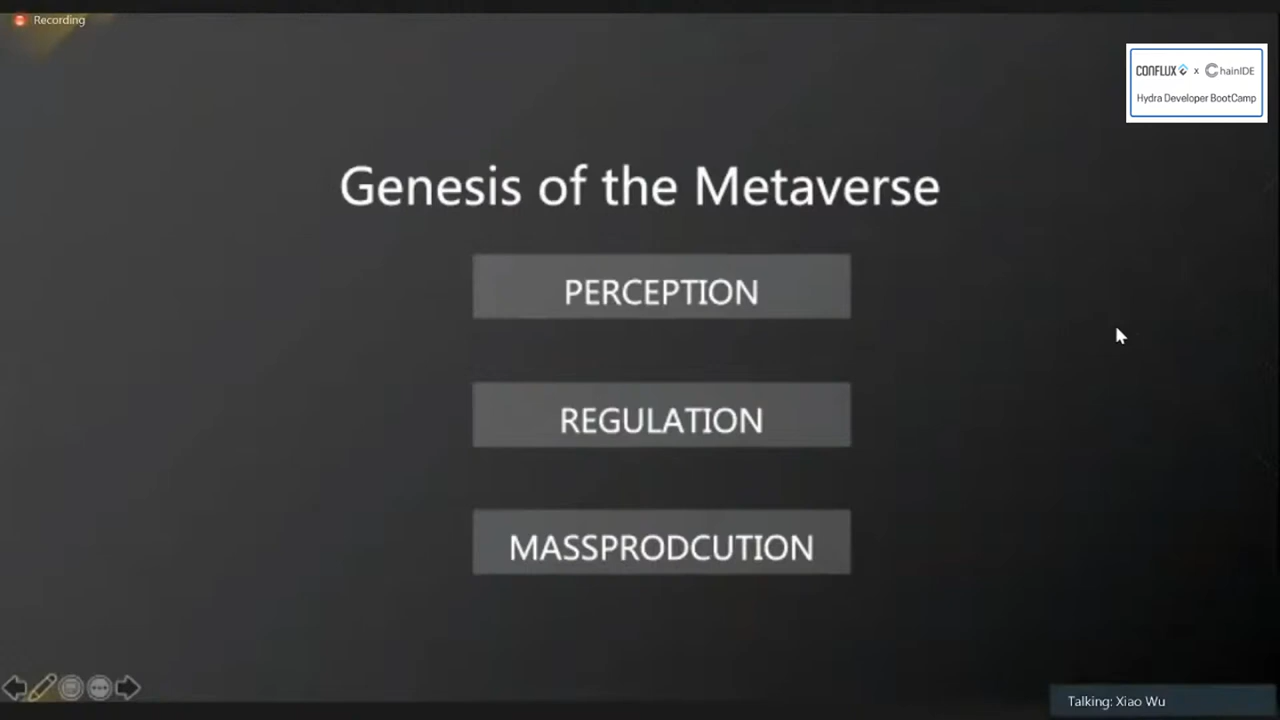 Recording
CONFLUX x ChainIDE
Hydra Developer BootCamp
Genesis of the Metaverse
PERCEPTION
REGULATION
MASSPRODCUTION
Talking: Xiao Wu